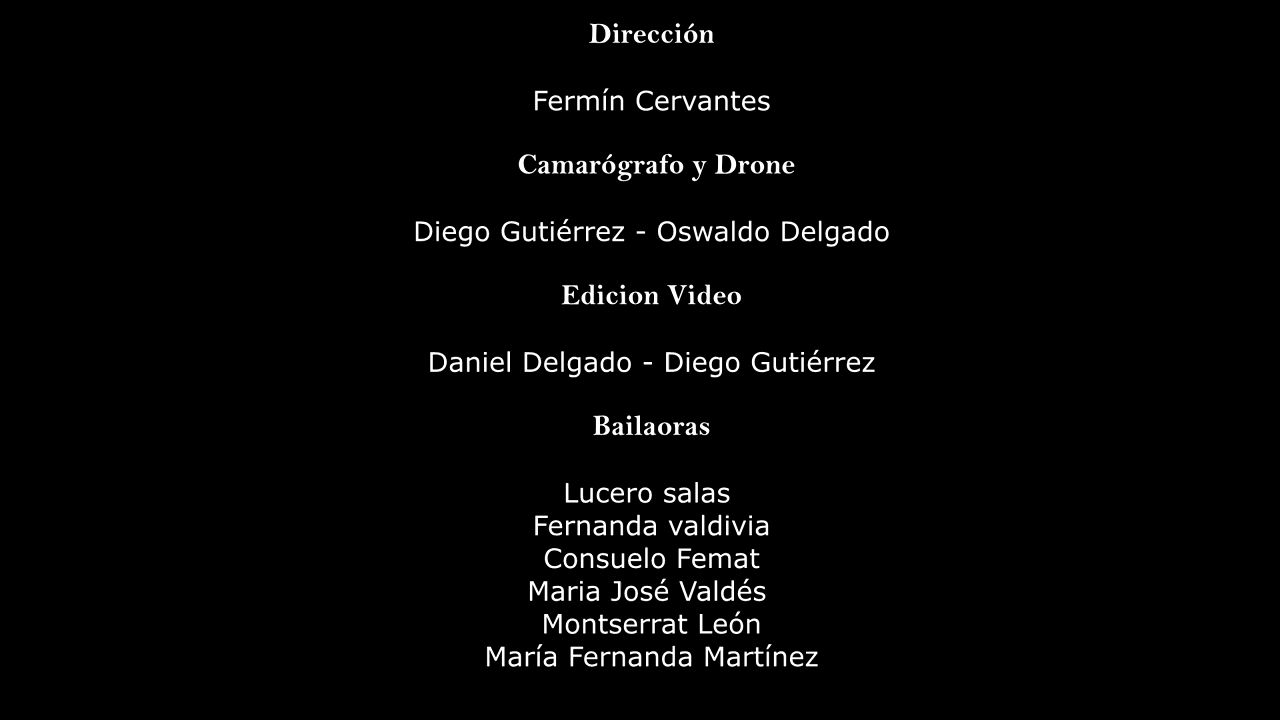 Dirección
Fermín Cervantes
Camarógrafo y Drone
Diego Gutiérrez - Oswaldo Delgado
Edicion Video
Daniel Delgado - Diego Gutiérrez
Bailaoras
Lucero salas
Fernanda valdivia
Consuelo Femat
Maria José Valdés
Montserrat León
María Fernanda Martínez